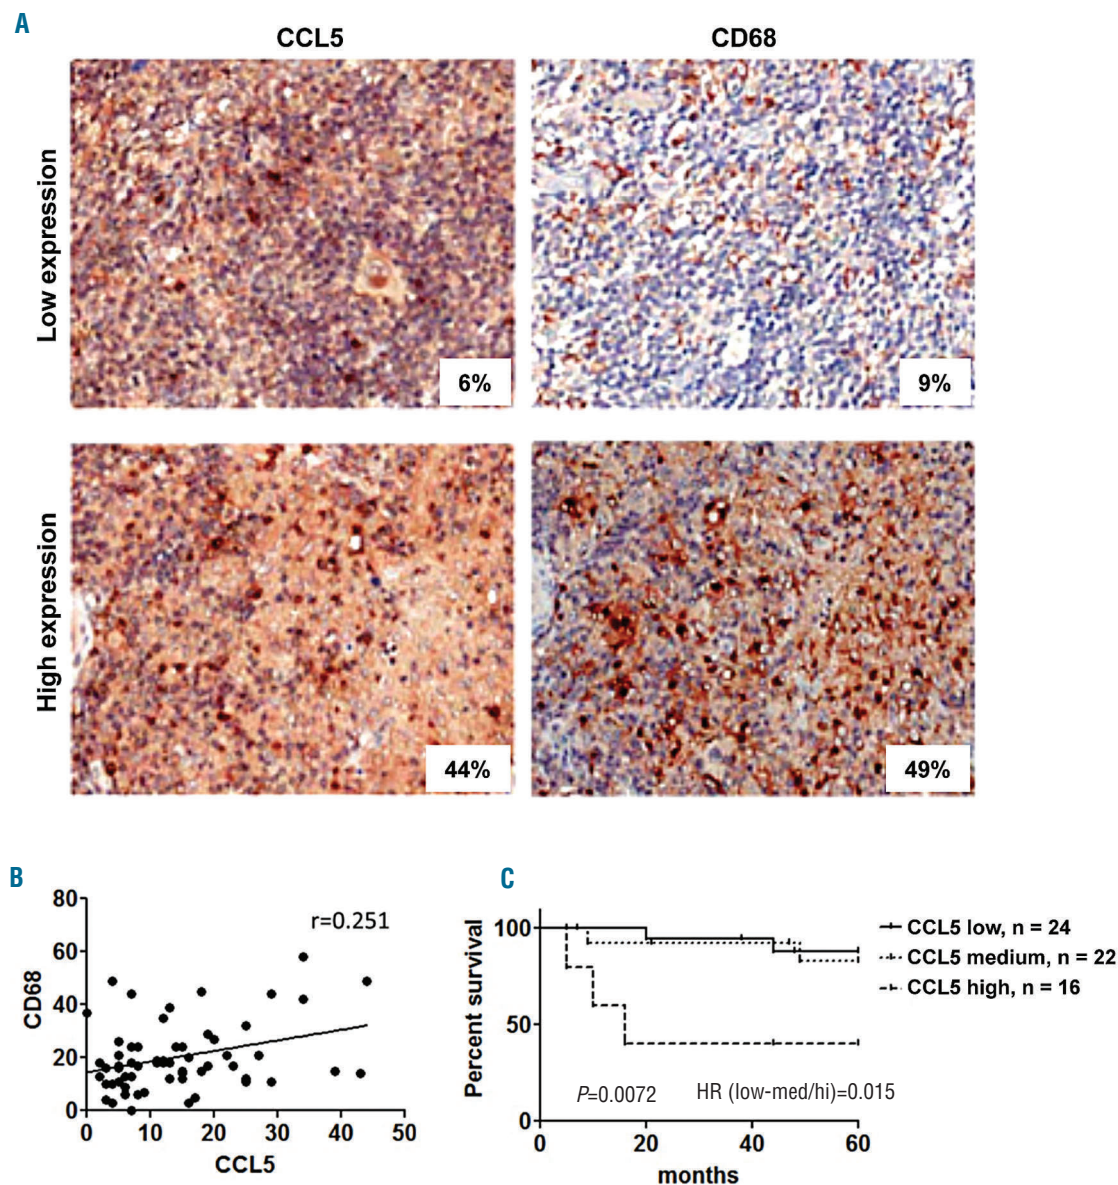 A
CCL5
CD68
Low expression
6%
9%
High expression
44%
49%
B
80
60
40
20
0
CD68
r=0.251
0
10
20
30
40
50
CCL5
C
100
50
0
Percent survival
CCL5 low, n = 24
CCL5 medium, n = 22
CCL5 high, n = 16
P=0.0072
HR (low-med/hi)=0.015
0
20
40
60
months